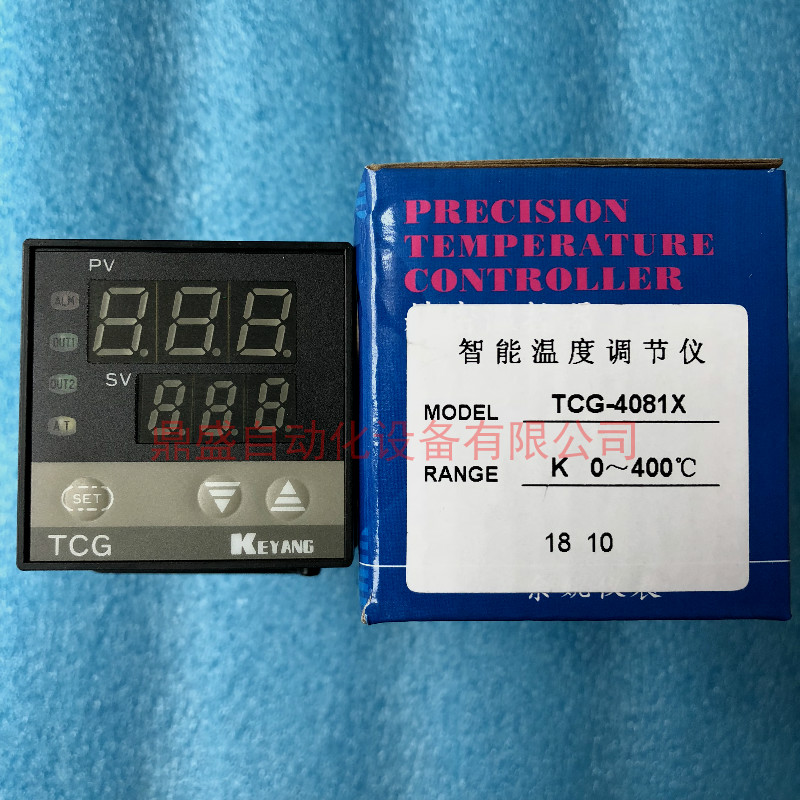 PV
ALM
OUT1
OUT2
AT
SV
SET
TCG
KEYANG
PRECISION
TEMPERATURE
CONTROLLER
智能温度调节仪
MODEL TCG-4081X
RANGE K 0～400℃
18 10
鼎盛自动化设备有限公司